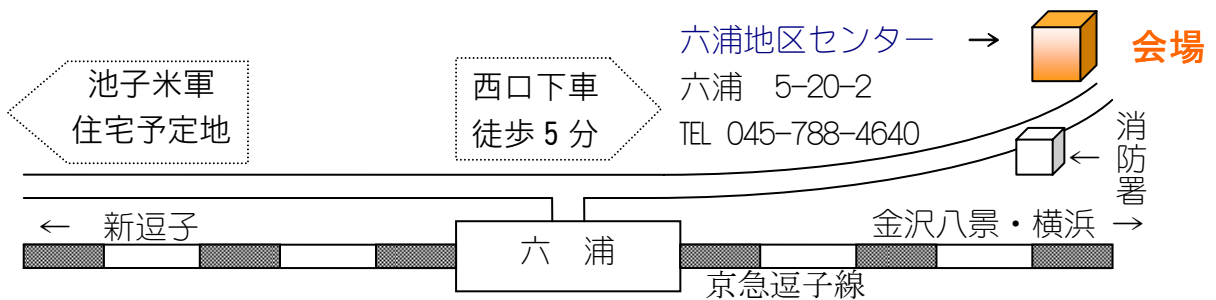 六浦地区センター → 会場
六浦　5-20-2
TEL 045-788-4640
池子米軍
住宅予定地
西口下車
徒歩5分
←
消防署
← 新逗子
金沢八景・横浜 →
六　浦
京急逗子線